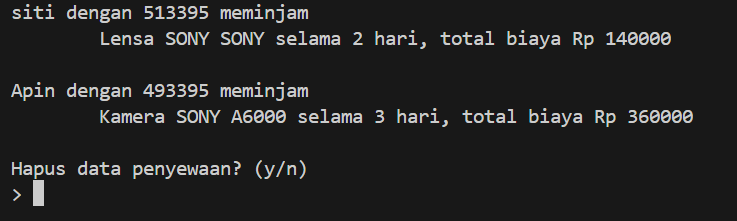 siti dengan 513395 meminjam
Lensa SONY SONY selama 2 hari, total biaya Rp 140000
Apin dengan 493395 meminjam
Kamera SONY A6000 selama 3 hari, total biaya Rp 360000
Hapus data penyewaan? (y/n)
>